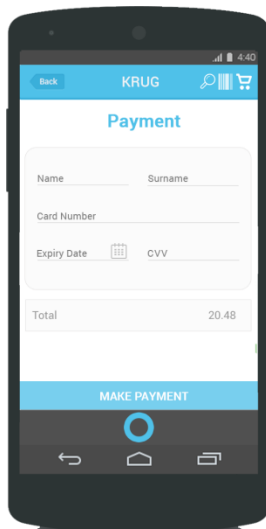 4:40
Back KRUG
Payment
Name Surname
Card Number
Expiry Date CVV
Total 20.48
MAKE PAYMENT